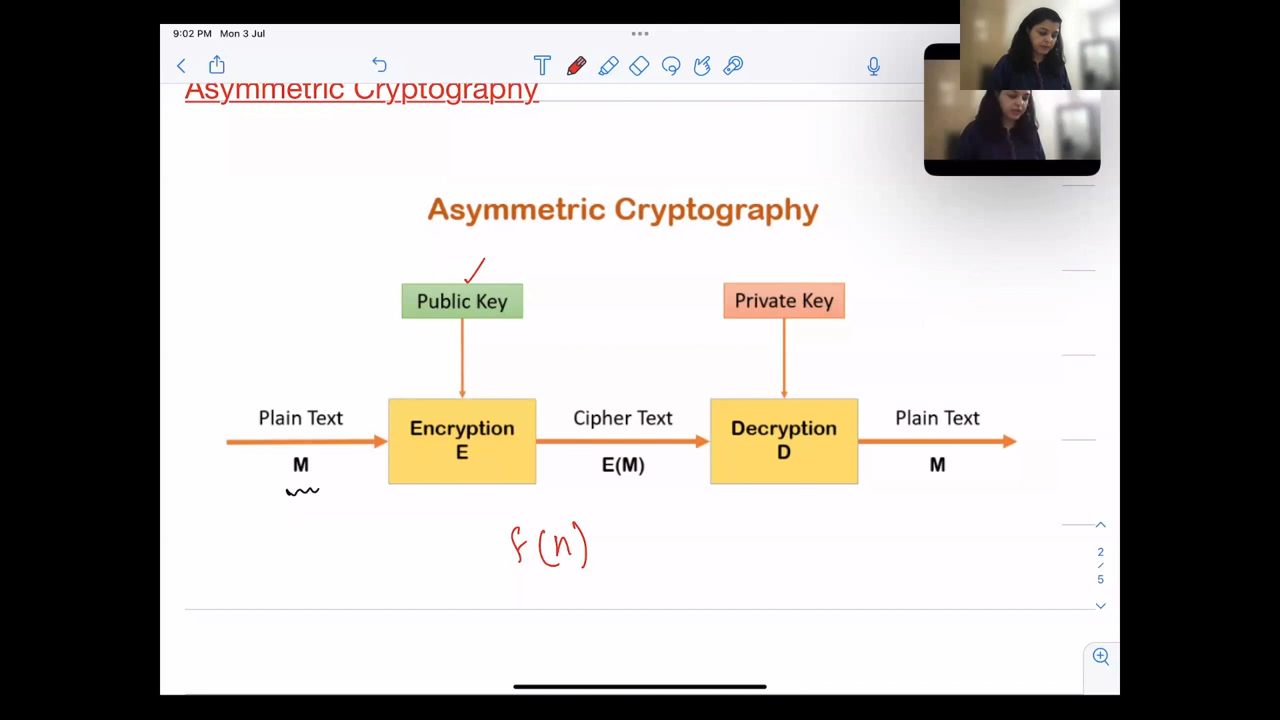 9:02 PM Mon 3 Jul
Asymmetric Cryptography
Asymmetric Cryptography
Public Key
Private Key
Plain Text
Encryption
Cipher Text
Decryption
Plain Text
E
D
M
E(M)
M
f(n)
2
/
5